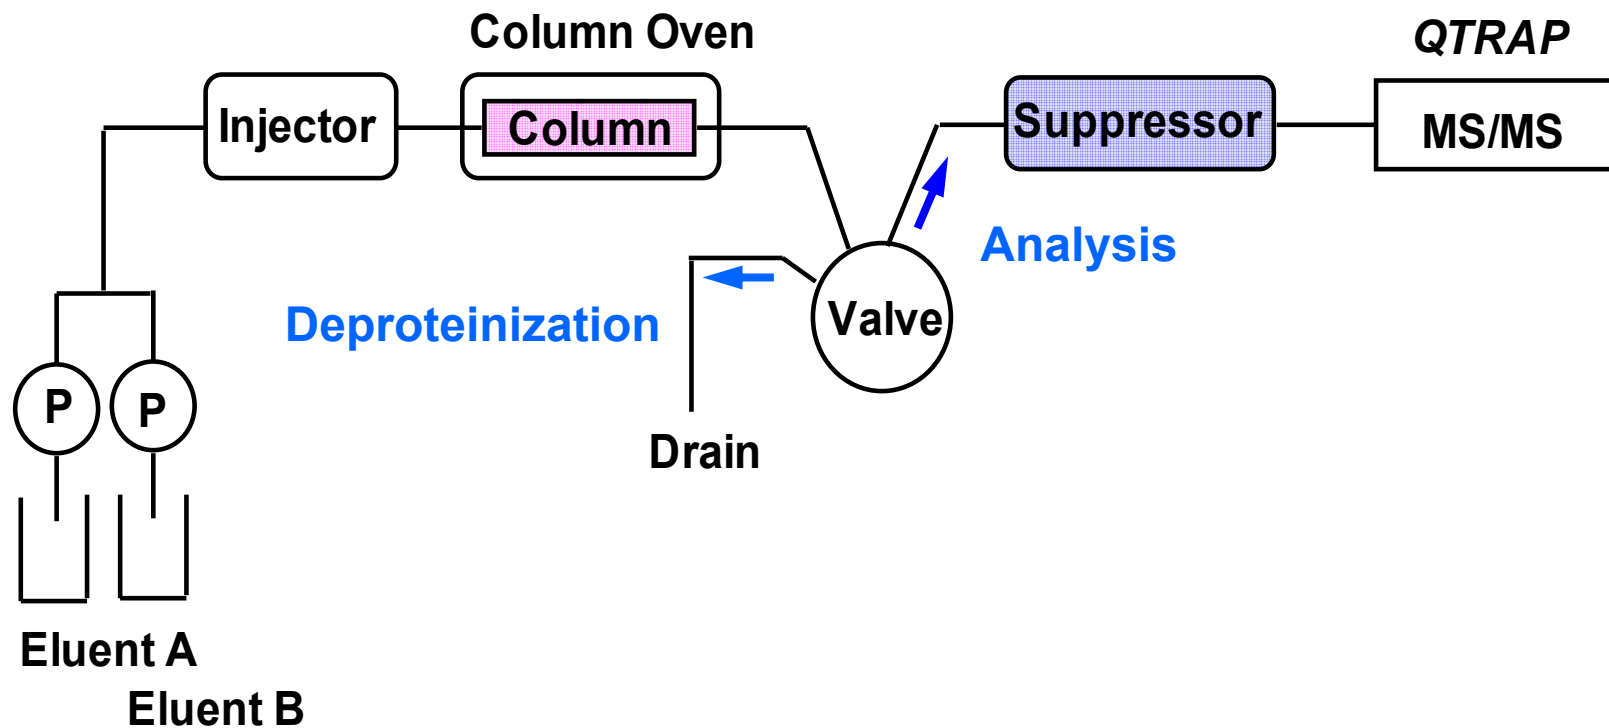 Column Oven
QTRAP
Injector
Column
Suppressor
MS/MS
Analysis
Deproteinization
Valve
P
P
Drain
Eluent A
Eluent B